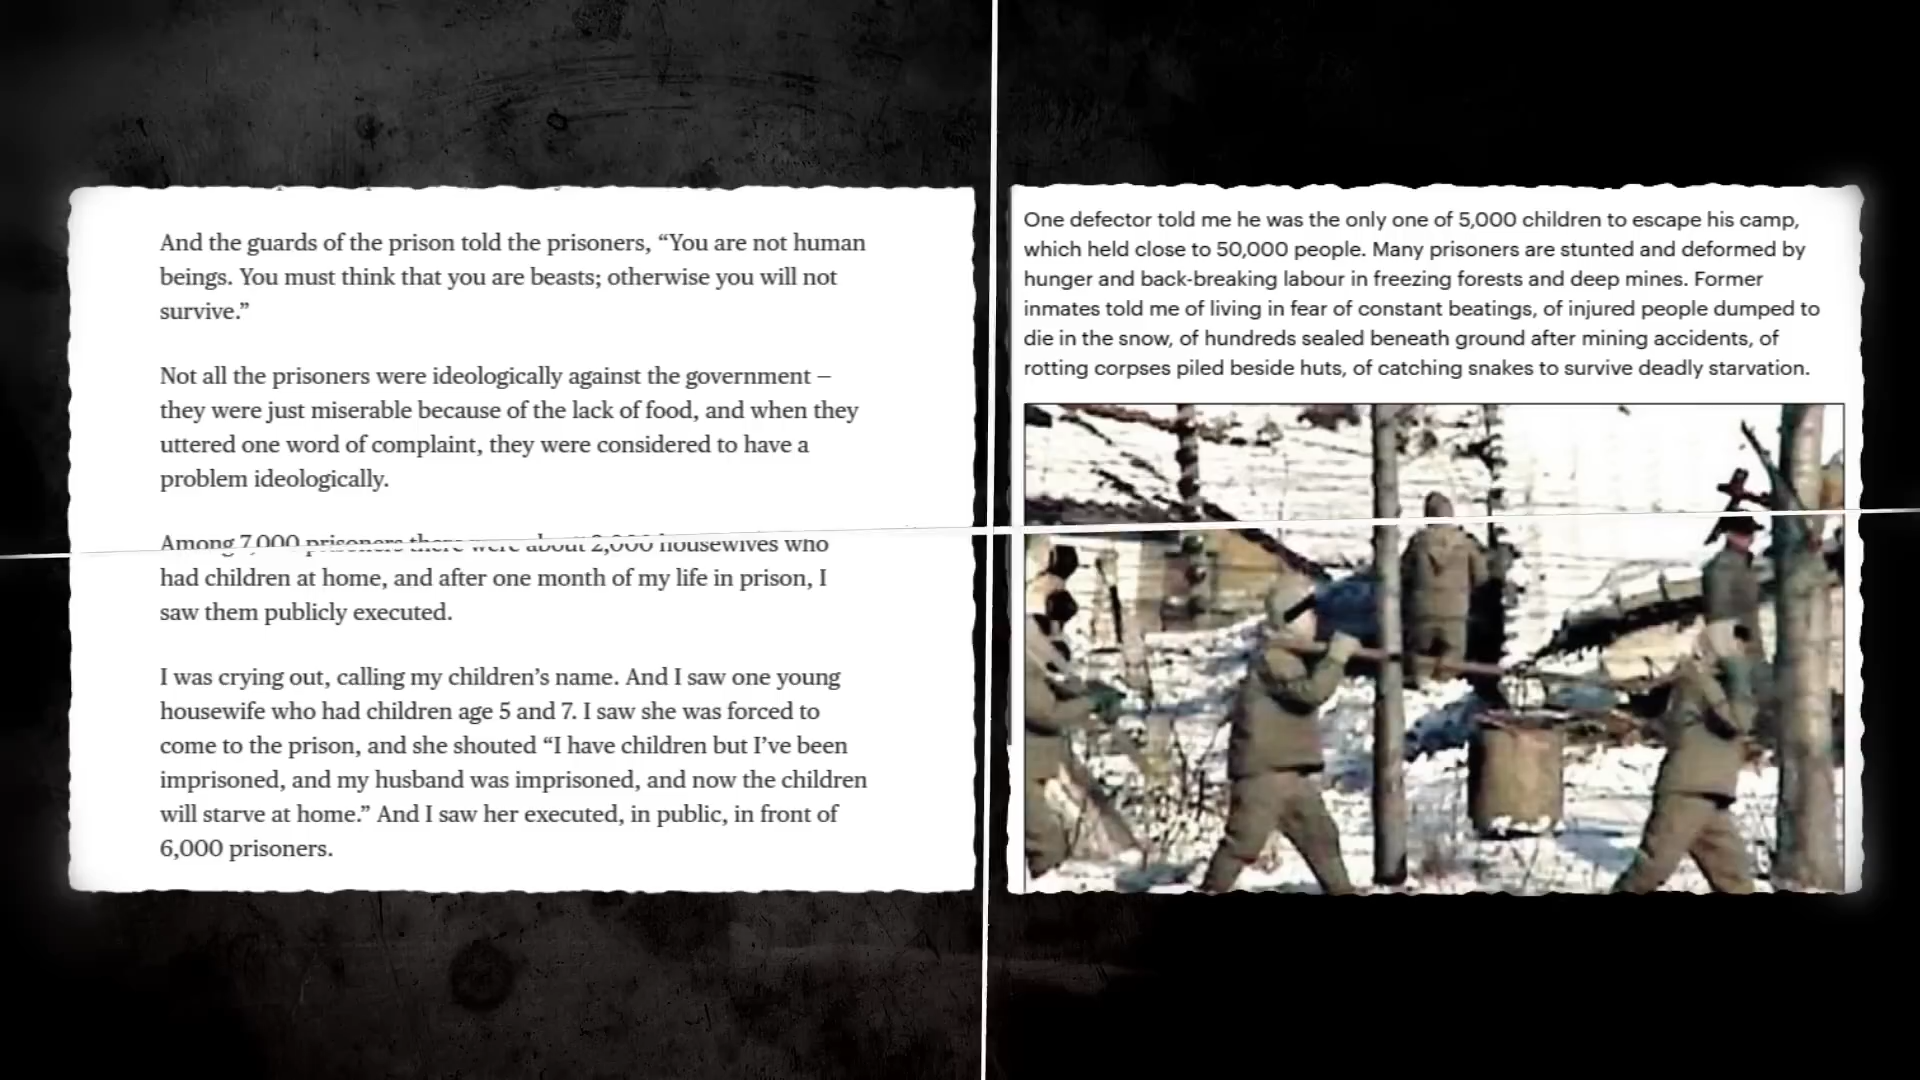 And the guards of the prison told the prisoners, “You are not human
beings. You must think that you are beasts; otherwise you will not
survive.”
Not all the prisoners were ideologically against the government —
they were just miserable because of the lack of food, and when they
uttered one word of complaint, they were considered to have a
problem ideologically.
Among 7,000 prisoners there were about 2,000 housewives who
had children at home, and after one month of my life in prison, I
saw them publicly executed.
I was crying out, calling my children’s name. And I saw one young
housewife who had children age 5 and 7. I saw she was forced to
come to the prison, and she shouted “I have children but I’ve been
imprisoned, and my husband was imprisoned, and now the children
will starve at home.” And I saw her executed, in public, in front of
6,000 prisoners.
One defector told me he was the only one of 5,000 children to escape his camp,
which held close to 50,000 people. Many prisoners are stunted and deformed by
hunger and back-breaking labour in freezing forests and deep mines. Former
inmates told me of living in fear of constant beatings, of injured people dumped to
die in the snow, of hundreds sealed beneath ground after mining accidents, of
rotting corpses piled beside huts, of catching snakes to survive deadly starvation.